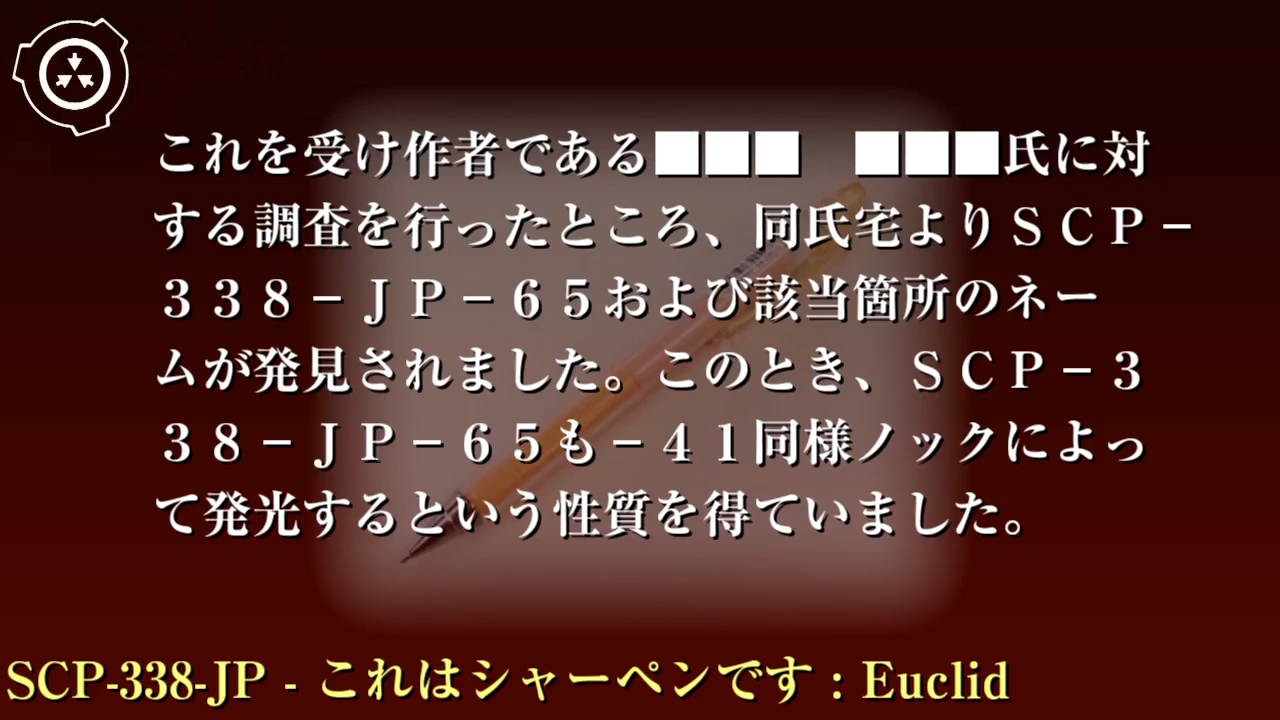 これを受け作者である■■■　■■■氏に対
する調査を行ったところ、同氏宅よりＳＣＰ－
３３８－ＪＰ－６５および該当箇所のネー
ムが発見されました。このとき、ＳＣＰ－３
３８－ＪＰ－６５も－４１同様ノックによっ
て発光するという性質を得ていました。
SCP-338-JP - これはシャーペンです : Euclid